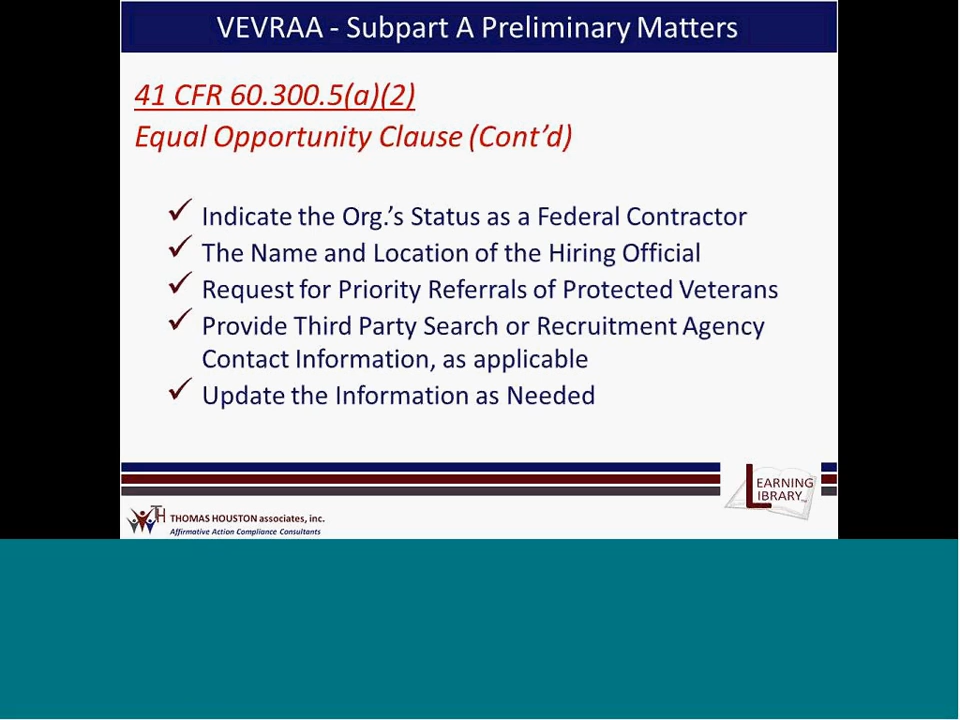 VEVRAA - Subpart A Preliminary Matters
41 CFR 60.300.5(a)(2)
Equal Opportunity Clause (Cont'd)
✓ Indicate the Org.'s Status as a Federal Contractor
✓ The Name and Location of the Hiring Official
✓ Request for Priority Referrals of Protected Veterans
✓ Provide Third Party Search or Recruitment Agency
Contact Information, as applicable
✓ Update the Information as Needed
LEARNING
LIBRARY
TH THOMAS HOUSTON associates, inc.
Affirmative Action Compliance Consultants